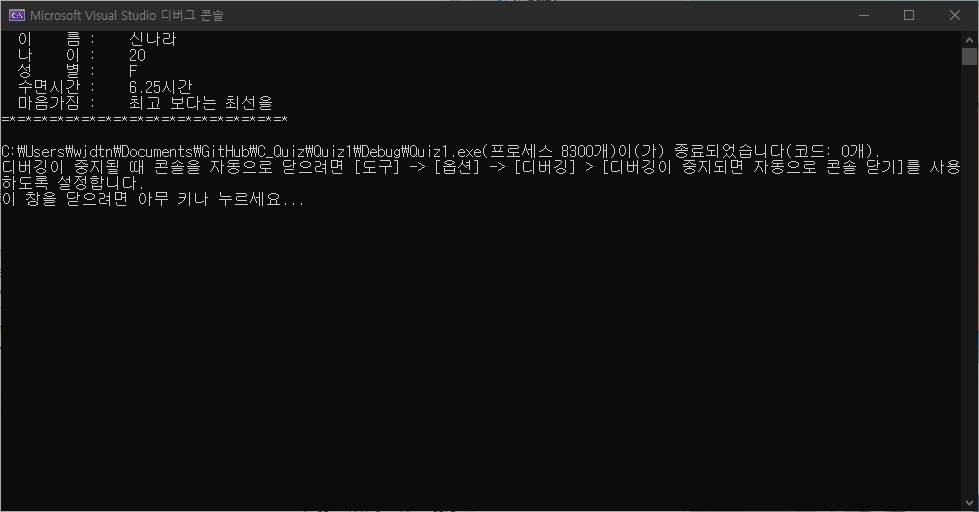 Microsoft Visual Studio 디버그 콘솔
이 름 : 신나라
나 이 : 20
성 별 : F
수면시간 : 6.25시간
마음가짐 : 최고 보다는 최선을
=*=*=*=*=*=*=*=*=*=*=*=*=*=*=*=*=*=*
C:₩Users₩wjdtn₩Documents₩GitHub₩C_Quiz₩Quiz1₩Debug₩Quiz1.exe(프로세스 8300개)이(가) 종료되었습니다(코드: 0개).
디버깅이 중지될 때 콘솔을 자동으로 닫으려면 [도구] -> [옵션] -> [디버깅] > [디버깅이 중지되면 자동으로 콘솔 닫기]를 사용
하도록 설정합니다.
이 창을 닫으려면 아무 키나 누르세요...